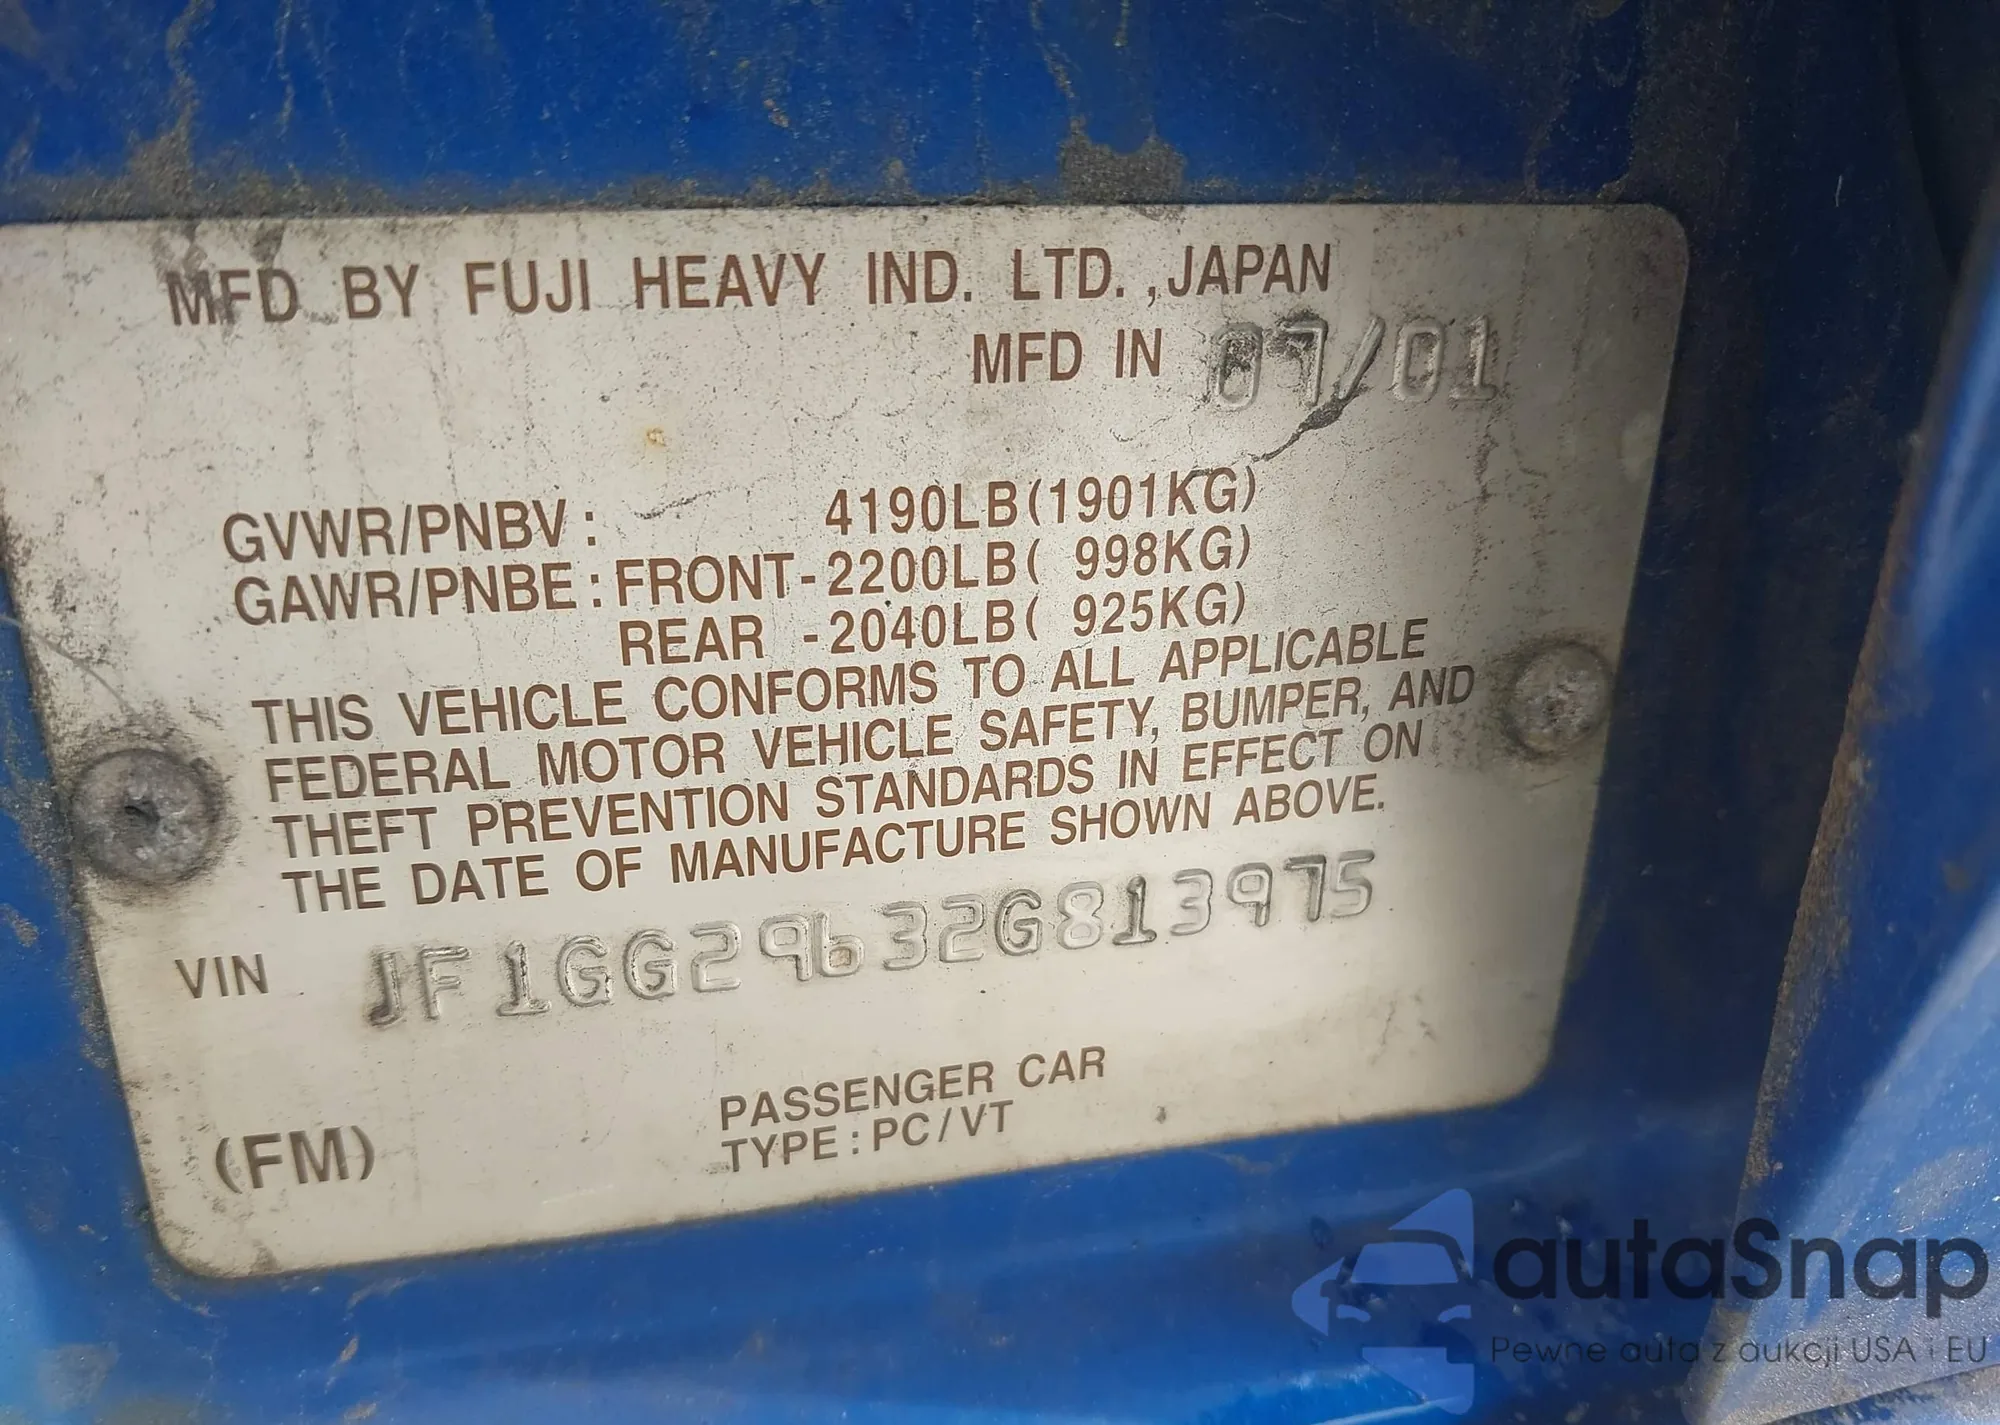 MFD BY FUJI HEAVY IND. LTD.,JAPAN
MFD IN 07/01
GVWR/PNBV: 4190LB(1901KG)
GAWR/PNBE:FRONT-2200LB( 998KG)
REAR -2040LB( 925KG)
THIS VEHICLE CONFORMS TO ALL APPLICABLE
FEDERAL MOTOR VEHICLE SAFETY, BUMPER, AND
THEFT PREVENTION STANDARDS IN EFFECT ON
THE DATE OF MANUFACTURE SHOWN ABOVE.
VIN JF1GG29632G813975
PASSENGER CAR
(FM) TYPE:PC/VT
autaSnap
Pewne auta z aukcji USA i EU